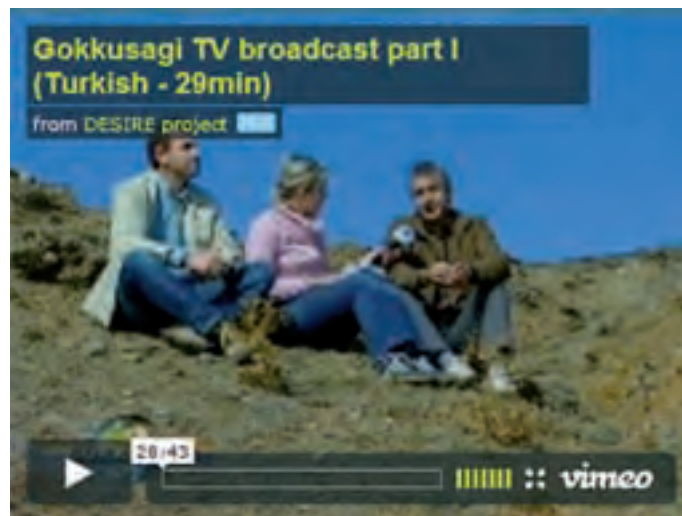 Gokkusagi TV broadcast part I
(Turkish - 29min)
from DESIRE project
28:43
vimeo